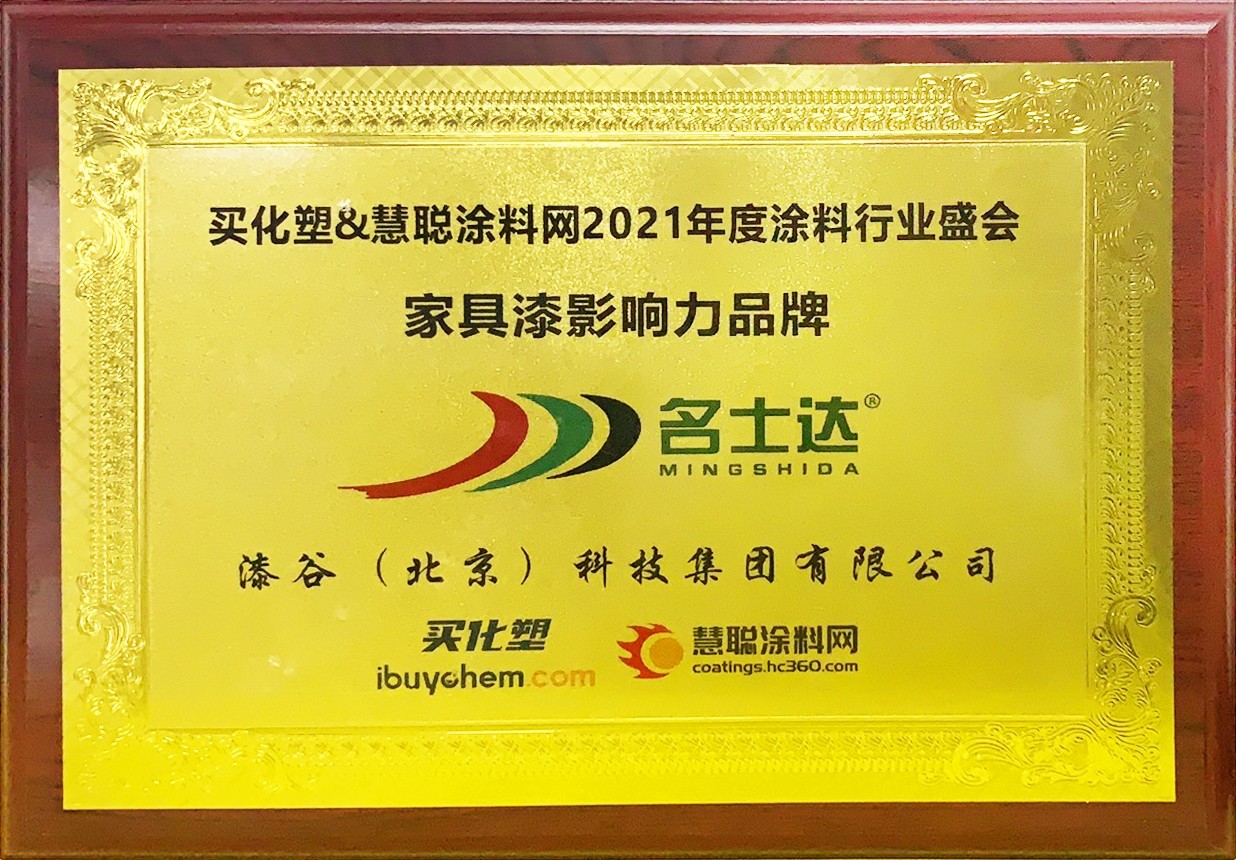 买化塑&慧聪涂料网2021年度涂料行业盛会
家具漆影响力品牌
名士达®
MINGSHIDA
漆谷（北京）科技集团有限公司
买化塑
ibuychem.com
慧聪涂料网
coatings.hc360.com